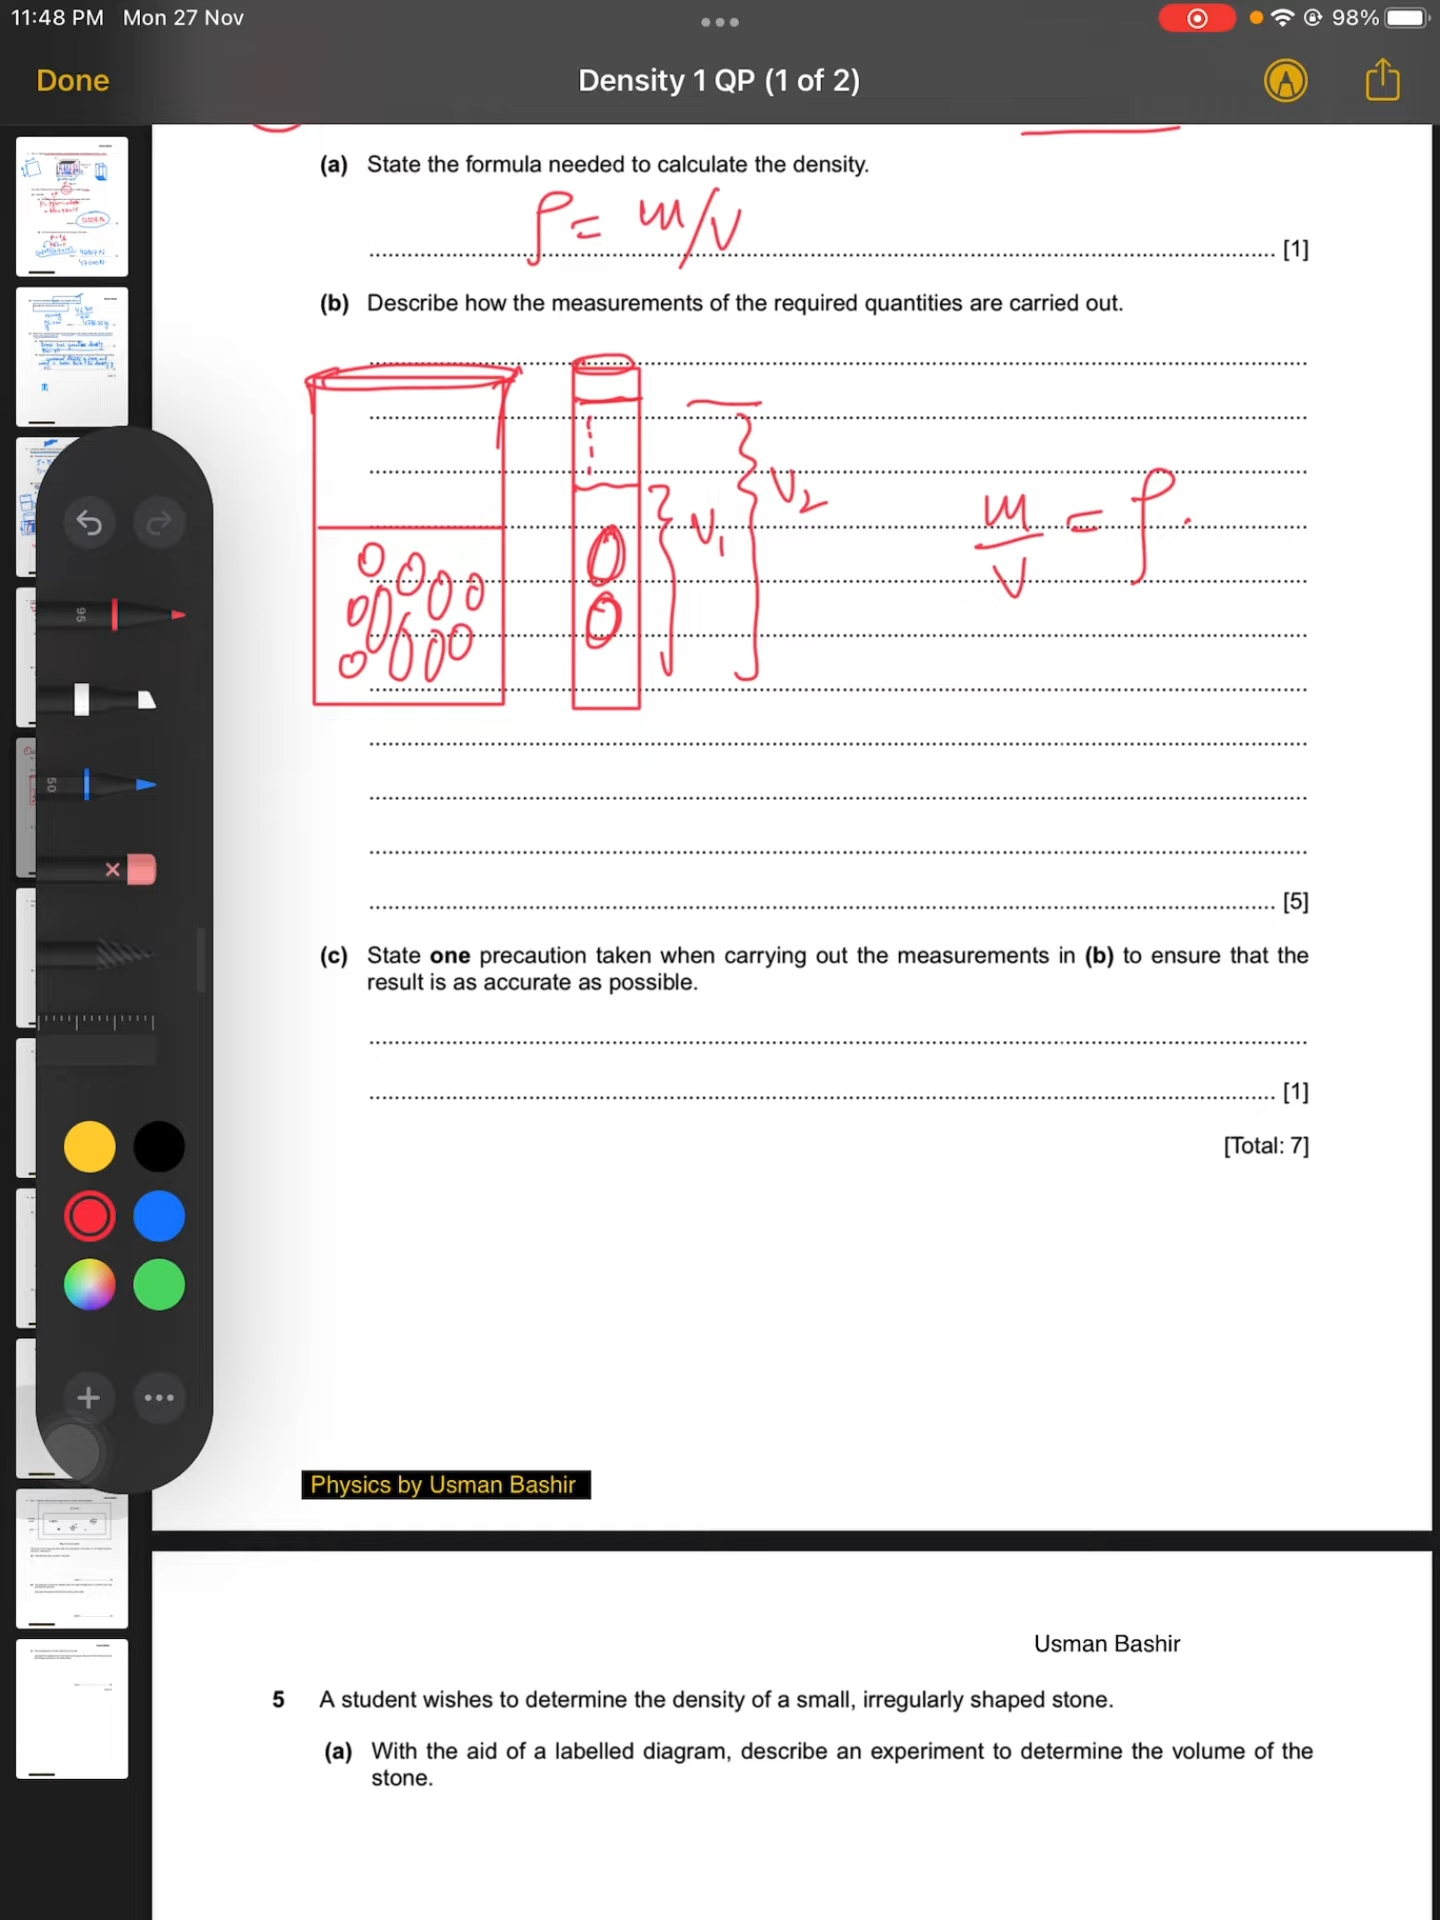 11:48 PM Mon 27 Nov
98%
Done
Density 1 QP (1 of 2)
(a) State the formula needed to calculate the density.
ρ = m/V
[1]
(b) Describe how the measurements of the required quantities are carried out.
V₁
V₂
m/V = ρ.
[5]
(c) State one precaution taken when carrying out the measurements in (b) to ensure that the
result is as accurate as possible.
[1]
[Total: 7]
95
50
Physics by Usman Bashir
Usman Bashir
5 A student wishes to determine the density of a small, irregularly shaped stone.
(a) With the aid of a labelled diagram, describe an experiment to determine the volume of the
stone.